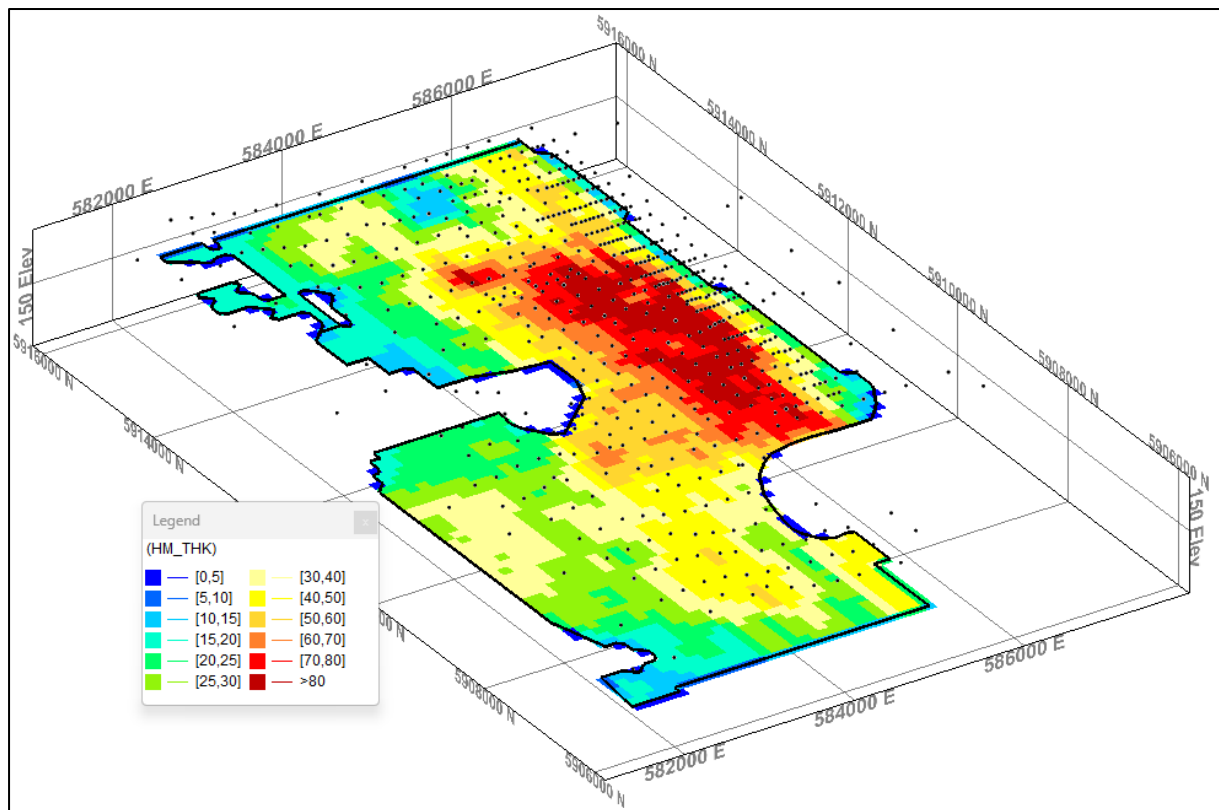 5916000 N
586000 E
5914000 N
584000 E
582000 E
5912000 N
150 Elev
5910000 N
5916000 N
5908000 N
5914000 N
5906000 N
150 Elev
Legend
x
(HM_THK)
[0,5]
[5,10]
[10,15]
[15,20]
[20,25]
[25,30]
[30,40]
[40,50]
[50,60]
[60,70]
[70,80]
>80
00 N
586000 E
5908000 N
584000 E
582000 E
5906000 N